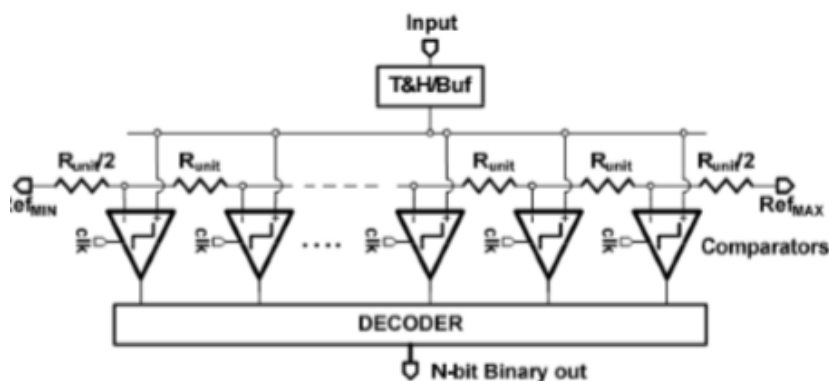 Input
T&H/Buf
Runit/2 Runit Runit Runit Runit/2
RefMIN RefMAX
- + - + - + - + - +
clk clk clk clk clk
Comparators
DECODER
N-bit Binary out